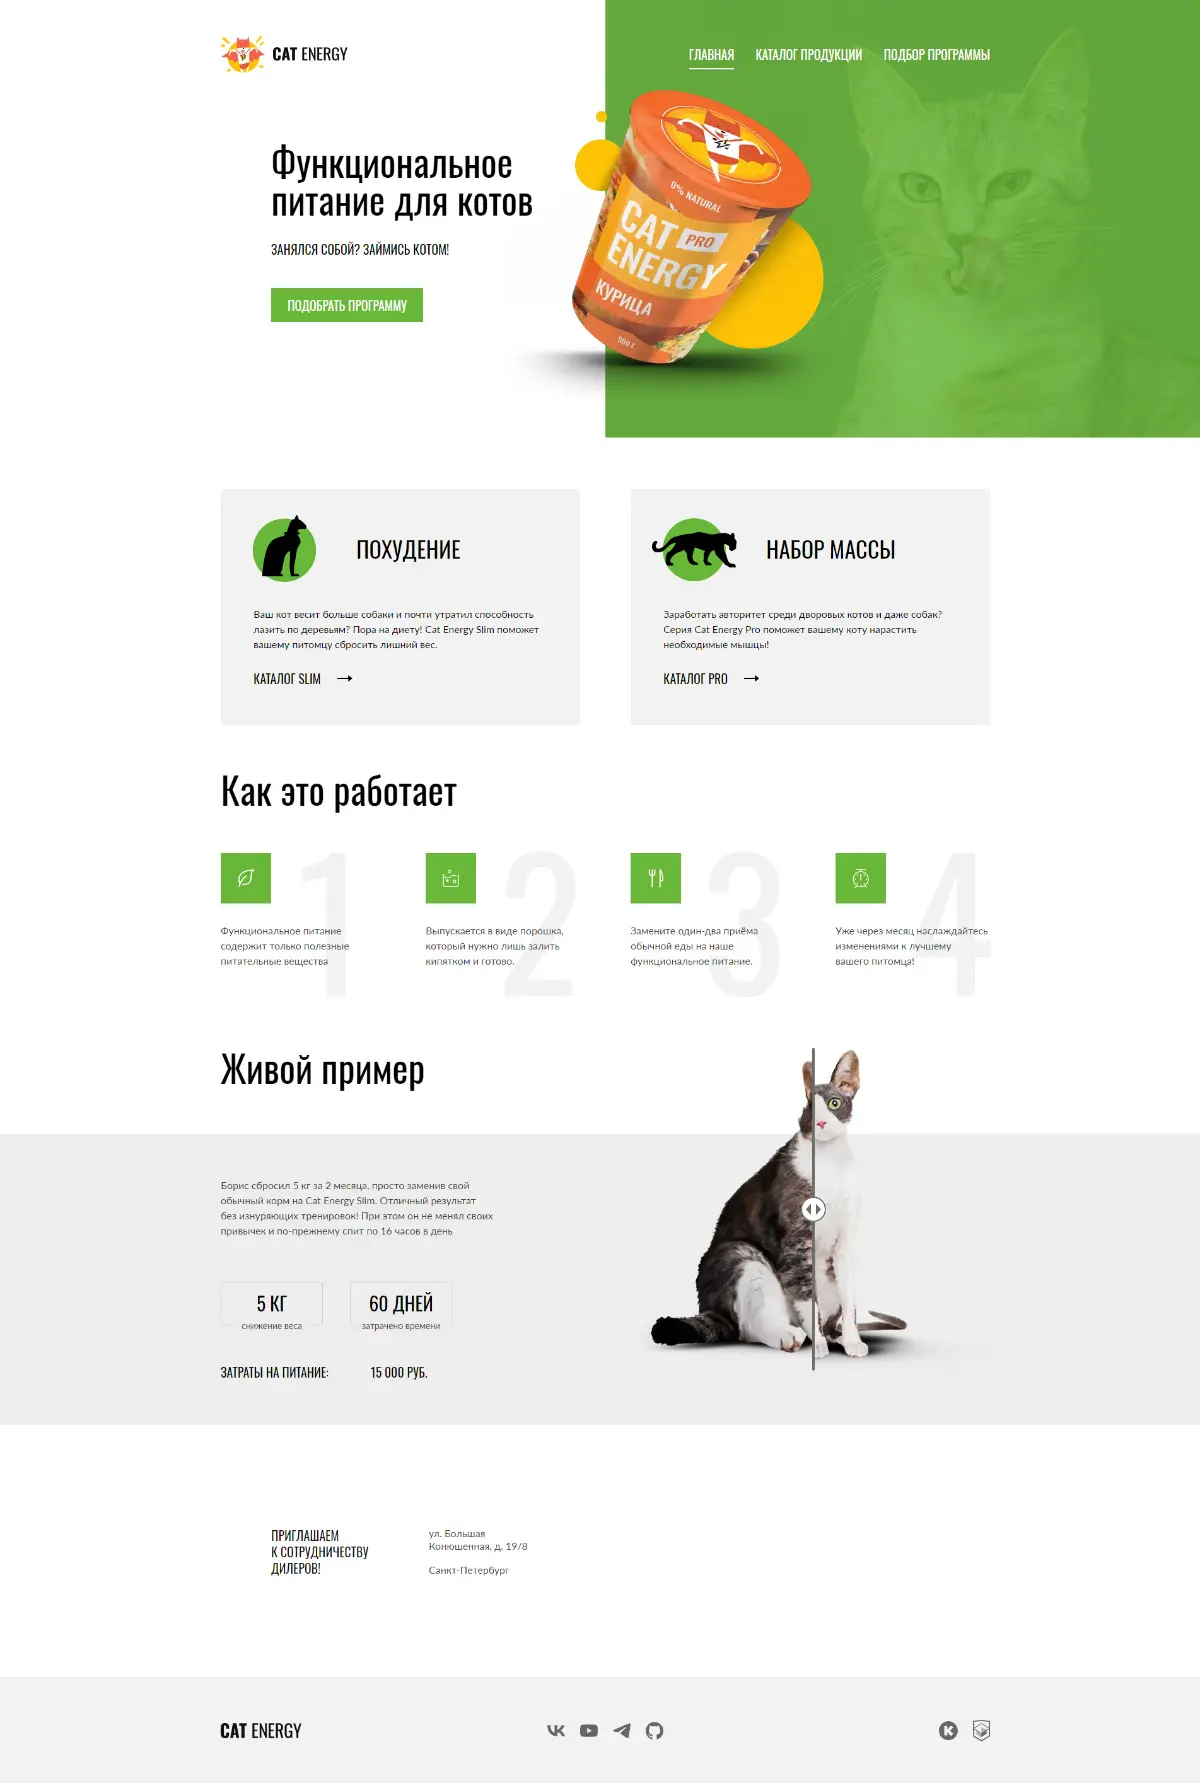 CAT ENERGY
ГЛАВНАЯ КАТАЛОГ ПРОДУКЦИИ ПОДБОР ПРОГРАММЫ
Функциональное
питание для котов
ЗАНЯЛСЯ СОБОЙ? ЗАЙМИСЬ КОТОМ!
ПОДОБРАТЬ ПРОГРАММУ
0% NATURAL
CAT PRO
ENERGY
КУРИЦА
500 г
ПОХУДЕНИЕ
Ваш кот весит больше собаки и почти утратил способность
лазить по деревьям? Пора на диету! Cat Energy Slim поможет
вашему питомцу сбросить лишний вес.
КАТАЛОГ SLIM
НАБОР МАССЫ
Заработать авторитет среди дворовых котов и даже собак?
Серия Cat Energy Pro поможет вашему коту нарастить
необходимые мышцы!
КАТАЛОГ PRO
Как это работает
1
Функциональное питание
содержит только полезные
питательные вещества
2
Выпускается в виде порошка,
который нужно лишь залить
кипятком и готово.
3
Замените один-два приёма
обычной еды на наше
функциональное питание.
4
Уже через месяц наслаждайтесь
изменениями к лучшему
вашего питомца!
Живой пример
Борис сбросил 5 кг за 2 месяца, просто заменив свой
обычный корм на Cat Energy Slim. Отличный результат
без изнуряющих тренировок! При этом он не менял своих
привычек и по-прежнему спит по 16 часов в день
5 КГ
снижение веса
60 ДНЕЙ
затрачено времени
ЗАТРАТЫ НА ПИТАНИЕ: 15 000 РУБ.
ПРИГЛАШАЕМ
К СОТРУДНИЧЕСТВУ
ДИЛЕРОВ!
ул. Большая
Конюшенная, д. 19/8
Санкт-Петербург
CAT ENERGY